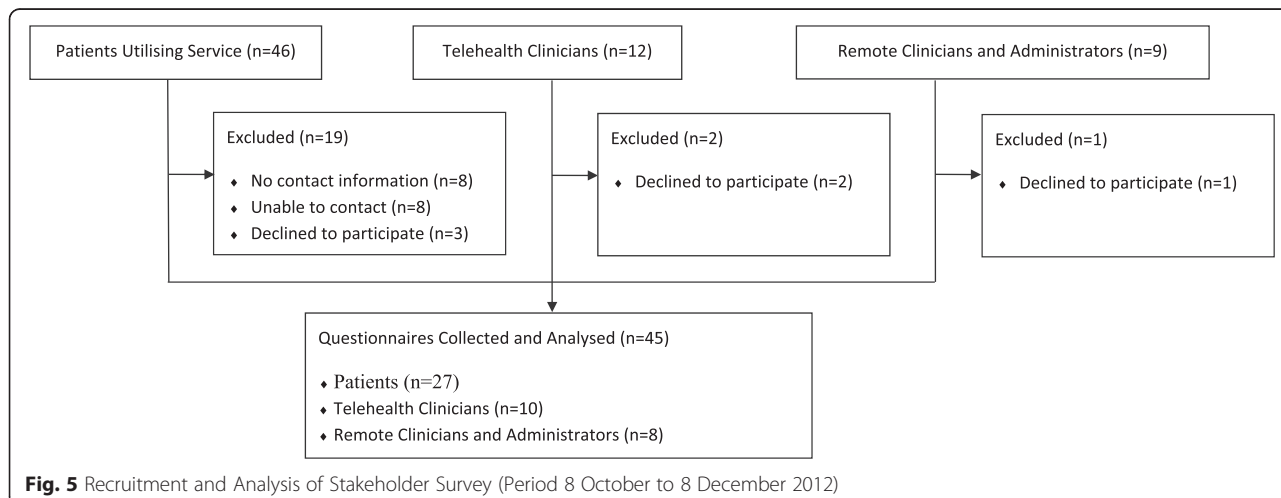 Patients Utilising Service (n=46)
Telehealth Clinicians (n=12)
Remote Clinicians and Administrators (n=9)
Excluded (n=19)
♦ No contact information (n=8)
♦ Unable to contact (n=8)
♦ Declined to participate (n=3)
Excluded (n=2)
♦ Declined to participate (n=2)
Excluded (n=1)
♦ Declined to participate (n=1)
Questionnaires Collected and Analysed (n=45)
♦ Patients (n=27)
♦ Telehealth Clinicians (n=10)
♦ Remote Clinicians and Administrators (n=8)
Fig. 5 Recruitment and Analysis of Stakeholder Survey (Period 8 October to 8 December 2012)